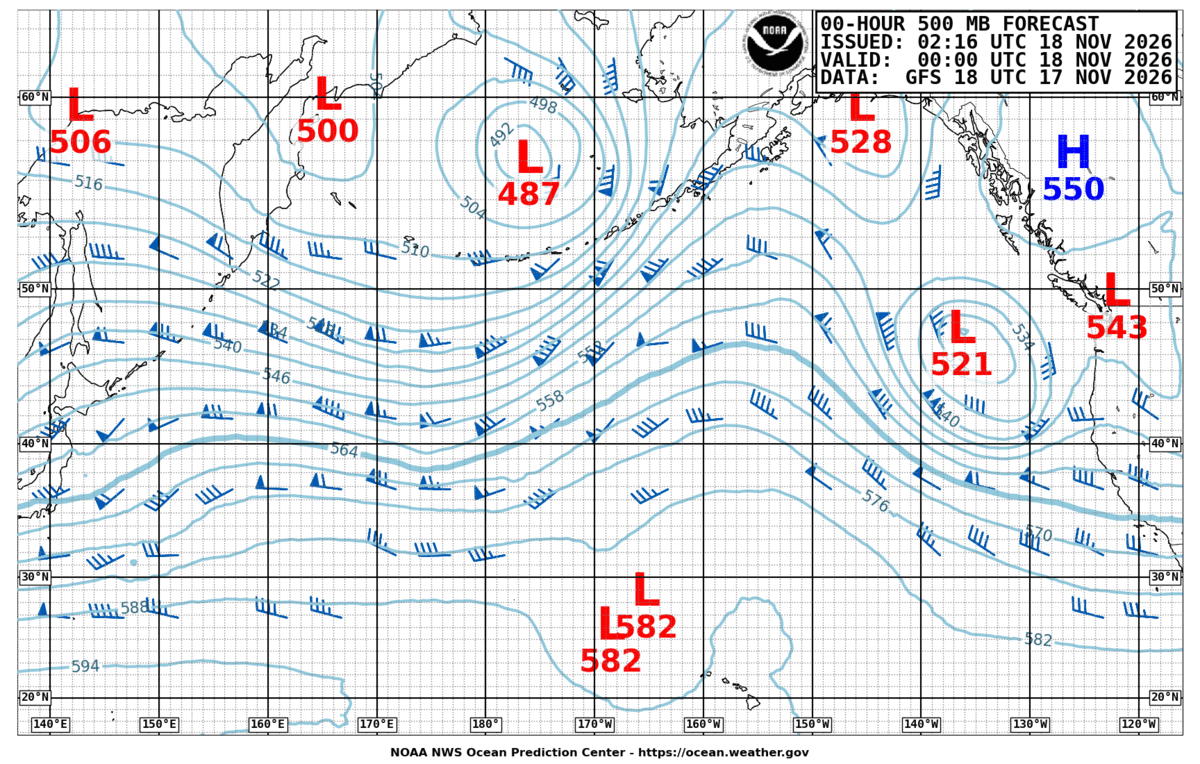 NOAA
00-HOUR 500 MB FORECAST
ISSUED: 02:16 UTC 18 NOV 2026
VALID:  00:00 UTC 18 NOV 2026
DATA:  GFS 18 UTC 17 NOV 2026
60°N
60°N
L
506
L
500
498
492
L
487
504
L
528
H
550
516
510
522
50°N
50°N
L
543
L
521
534
534
540
546
552
558
540
564
40°N
40°N
576
570
30°N
30°N
L
582
L
582
588
582
594
20°N
20°N
140°E
150°E
160°E
170°E
180°
170°W
160°W
150°W
140°W
130°W
120°W
NOAA NWS Ocean Prediction Center - https://ocean.weather.gov